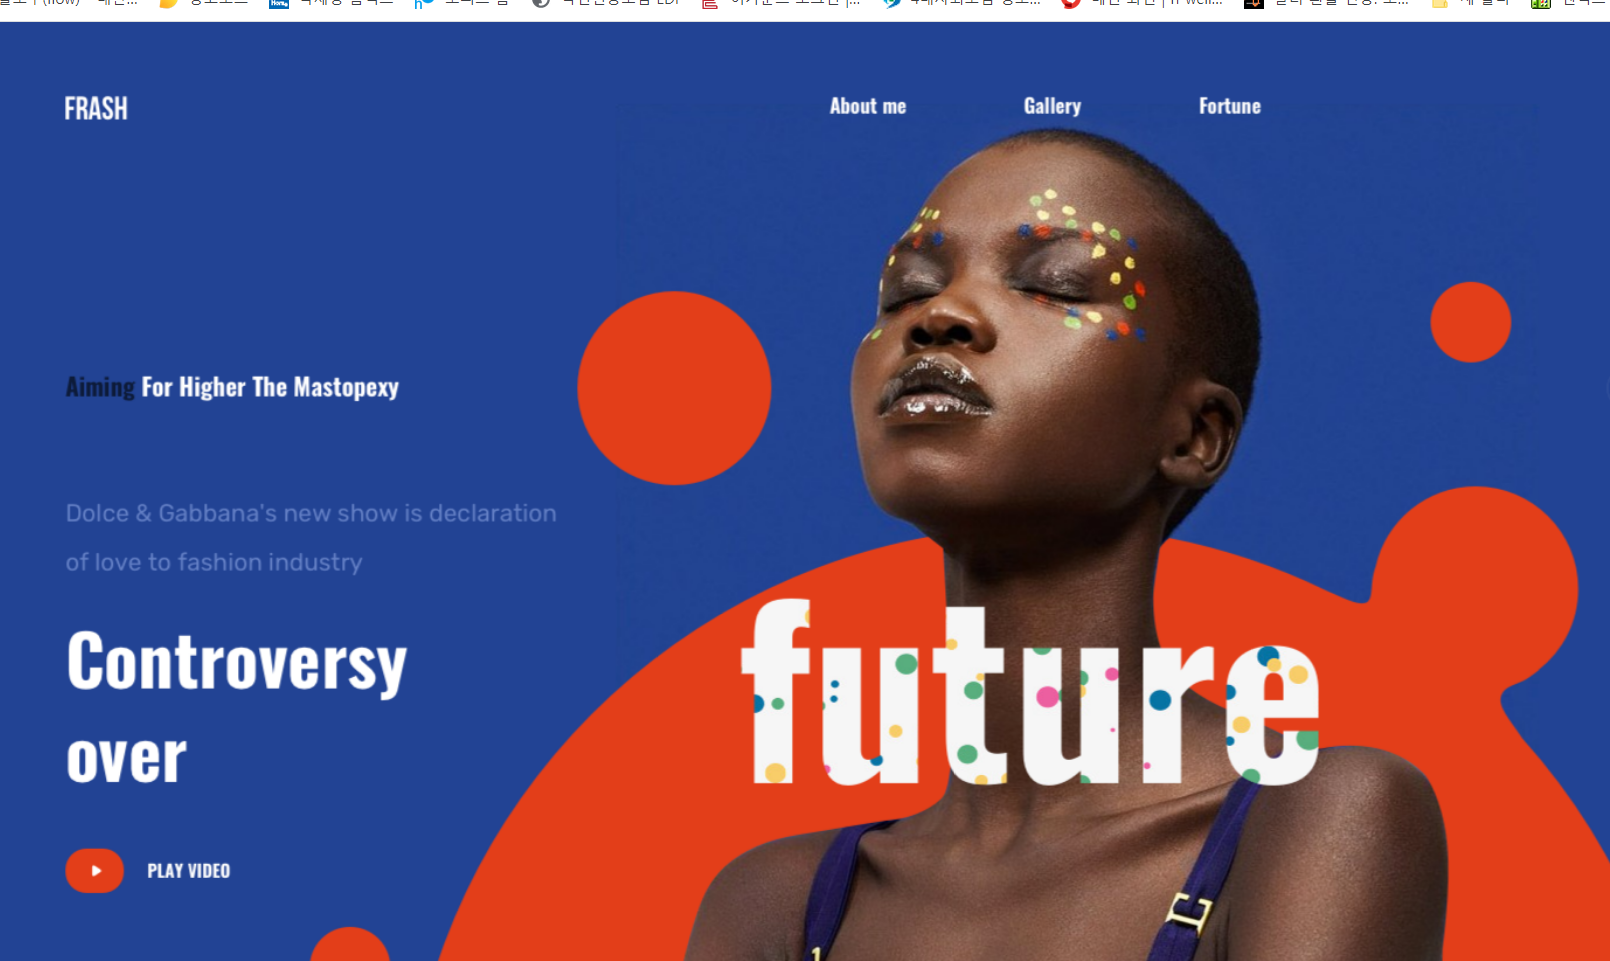 FRASH
About me
Gallery
Fortune
Aiming For Higher The Mastopexy
Dolce & Gabbana's new show is declaration
of love to fashion industry
Controversy
over
future
PLAY VIDEO